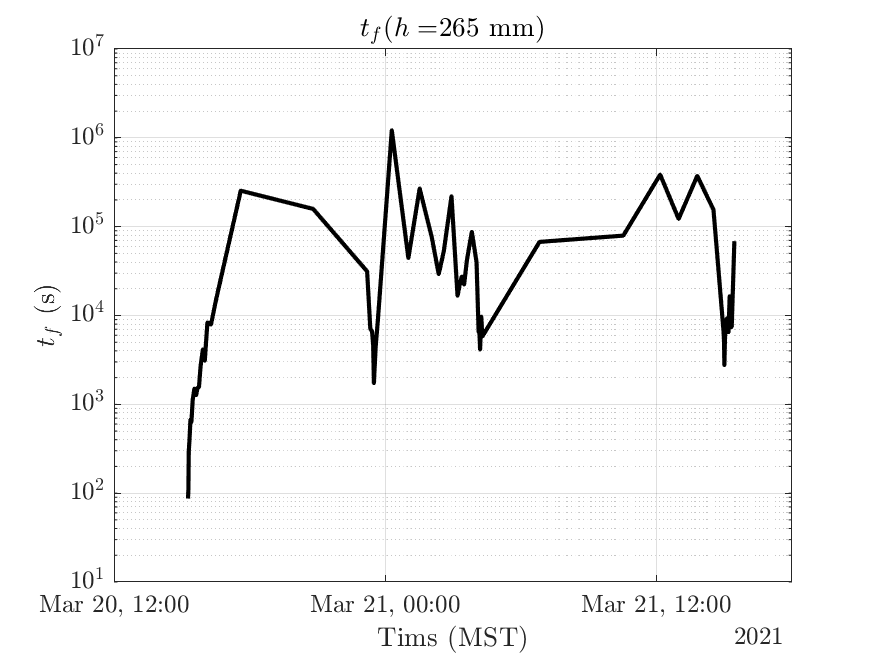 t_f(h =265 mm)
10^7
10^6
10^5
10^4
10^3
10^2
10^1
t_f (s)
Mar 20, 12:00 Mar 21, 00:00 Mar 21, 12:00
Tims (MST) 2021